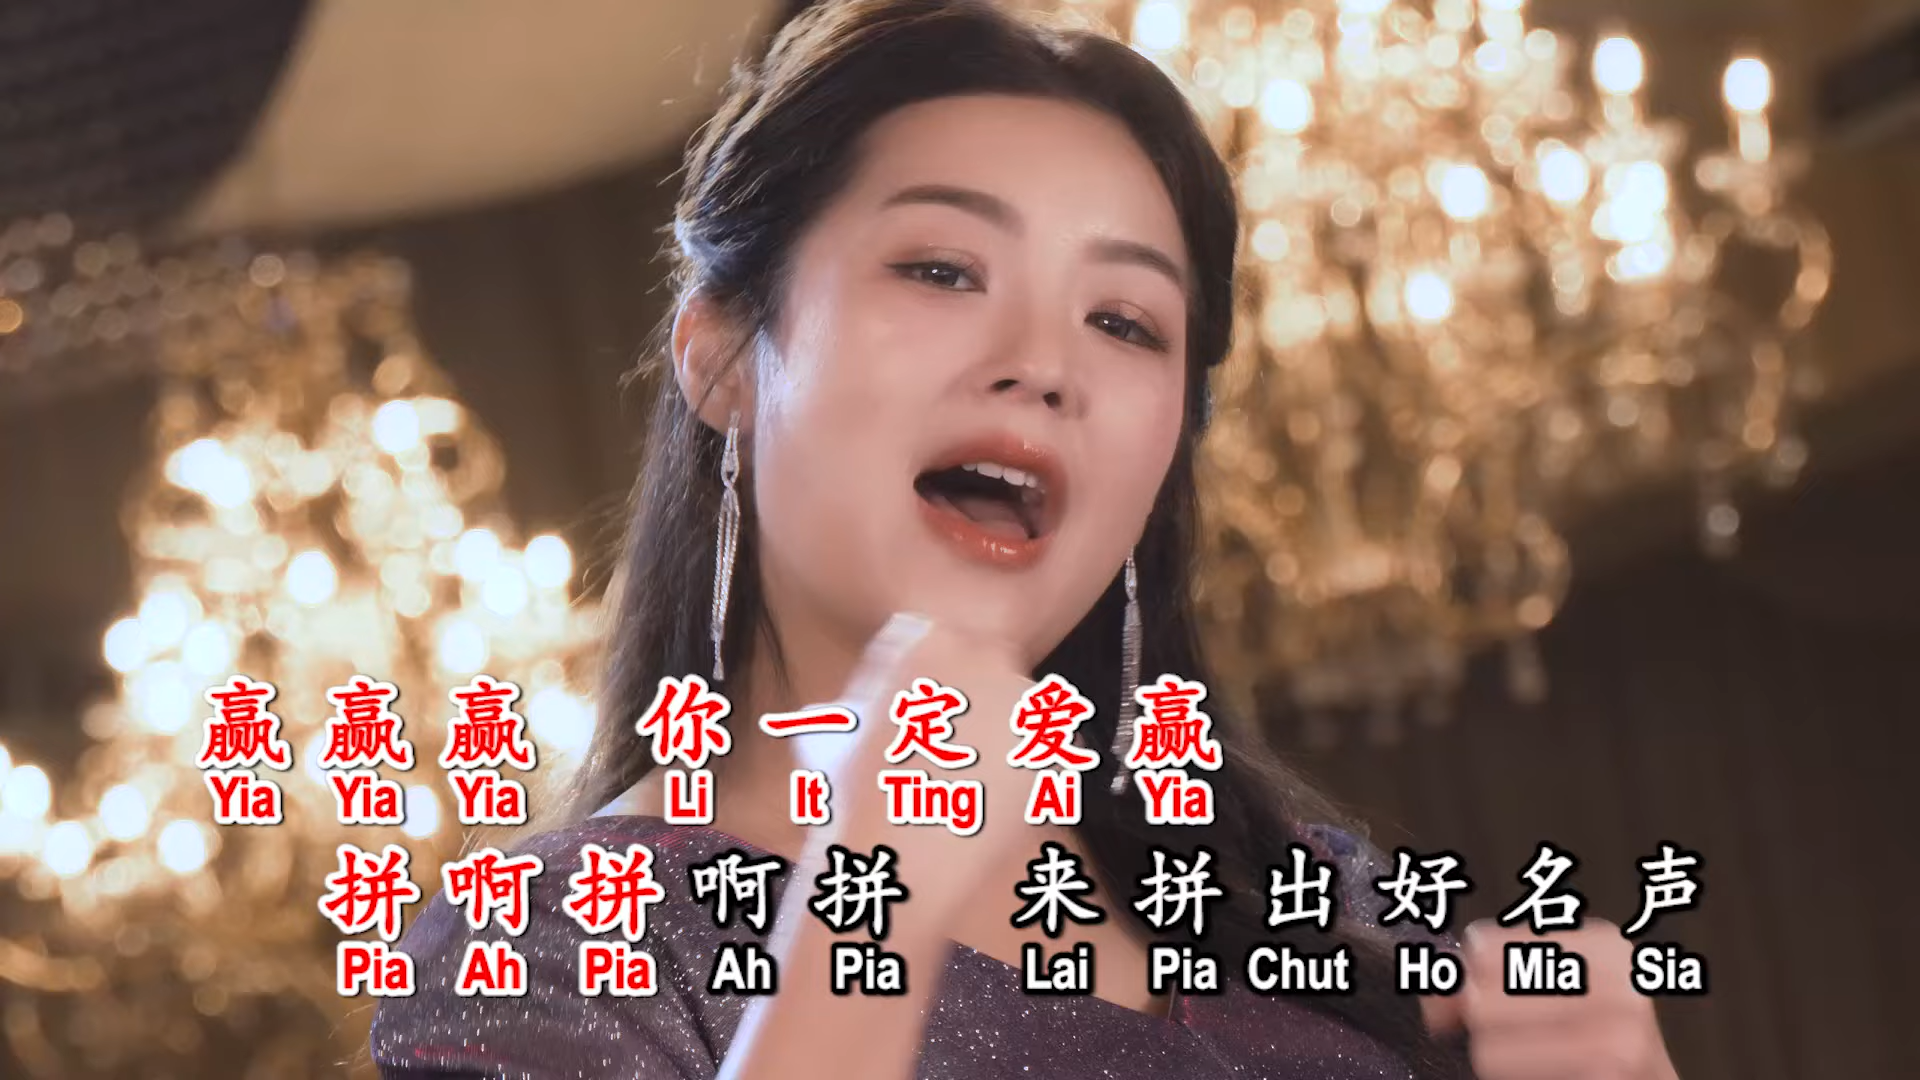 赢 赢 赢 你 一 定 爱 赢
Yia Yia Yia Li It Ting Ai Yia
拼 啊 拼 啊 拼 来 拼 出 好 名 声
Pia Ah Pia Ah Pia Lai Pia Chut Ho Mia Sia